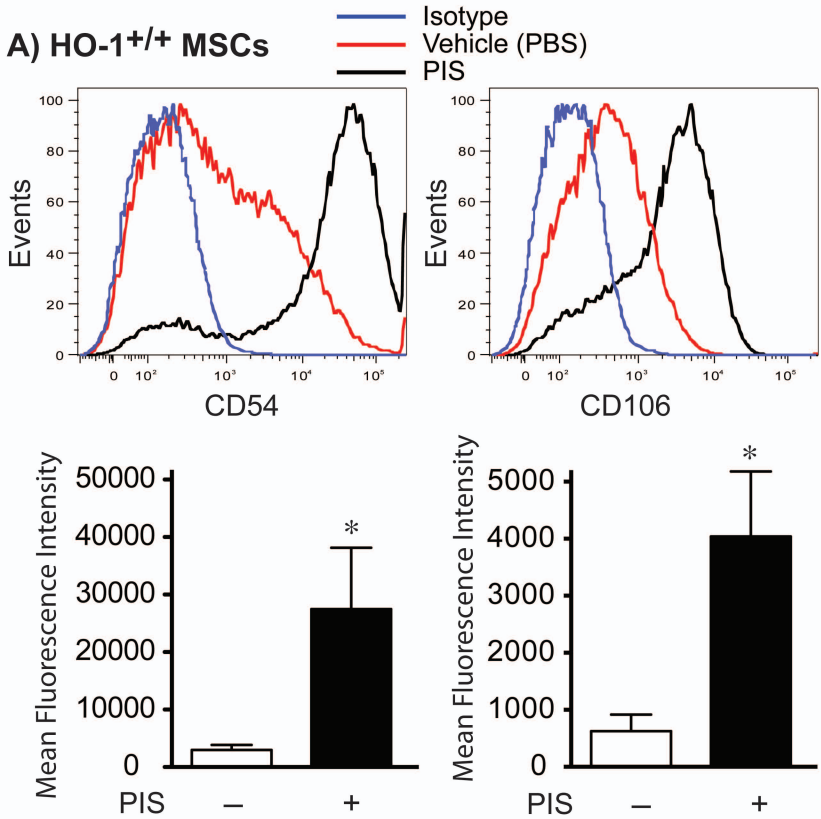 A) HO-1+/+ MSCs
Isotype
Vehicle (PBS)
PIS
Events
100
80
60
40
20
0
0 10² 10³ 10⁴ 10⁵
CD54
Events
100
80
60
40
20
0
0 10² 10³ 10⁴ 10⁵
CD106
Mean Fluorescence Intensity
50000
40000
30000
20000
10000
0
*
PIS – +
Mean Fluorescence Intensity
5000
4000
3000
2000
1000
0
*
PIS – +